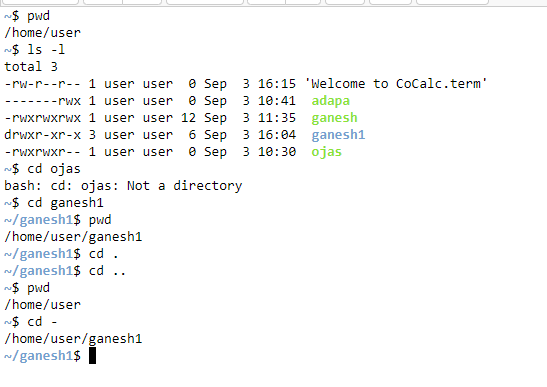 ~$ pwd
/home/user
~$ ls -l
total 3
-rw-r--r-- 1 user user  0 Sep  3 16:15 'Welcome to CoCalc.term'
-------rwx 1 user user  0 Sep  3 10:41  adapa
-rwxrwxrwx 1 user user 12 Sep  3 11:35  ganesh
drwxr-xr-x 3 user user  6 Sep  3 16:04  ganesh1
-rwxrwxr-- 1 user user  0 Sep  3 10:30  ojas
~$ cd ojas
bash: cd: ojas: Not a directory
~$ cd ganesh1
~/ganesh1$ pwd
/home/user/ganesh1
~/ganesh1$ cd .
~/ganesh1$ cd ..
~$ pwd
/home/user
~$ cd -
/home/user/ganesh1
~/ganesh1$